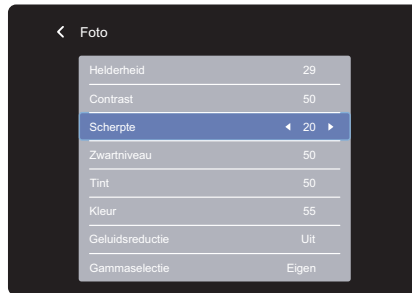 Foto
Helderheid 29
Contrast 50
Scherpte 20
Zwartniveau 50
Tint 50
Kleur 55
Geluidsreductie Uit
Gammaselectie Eigen